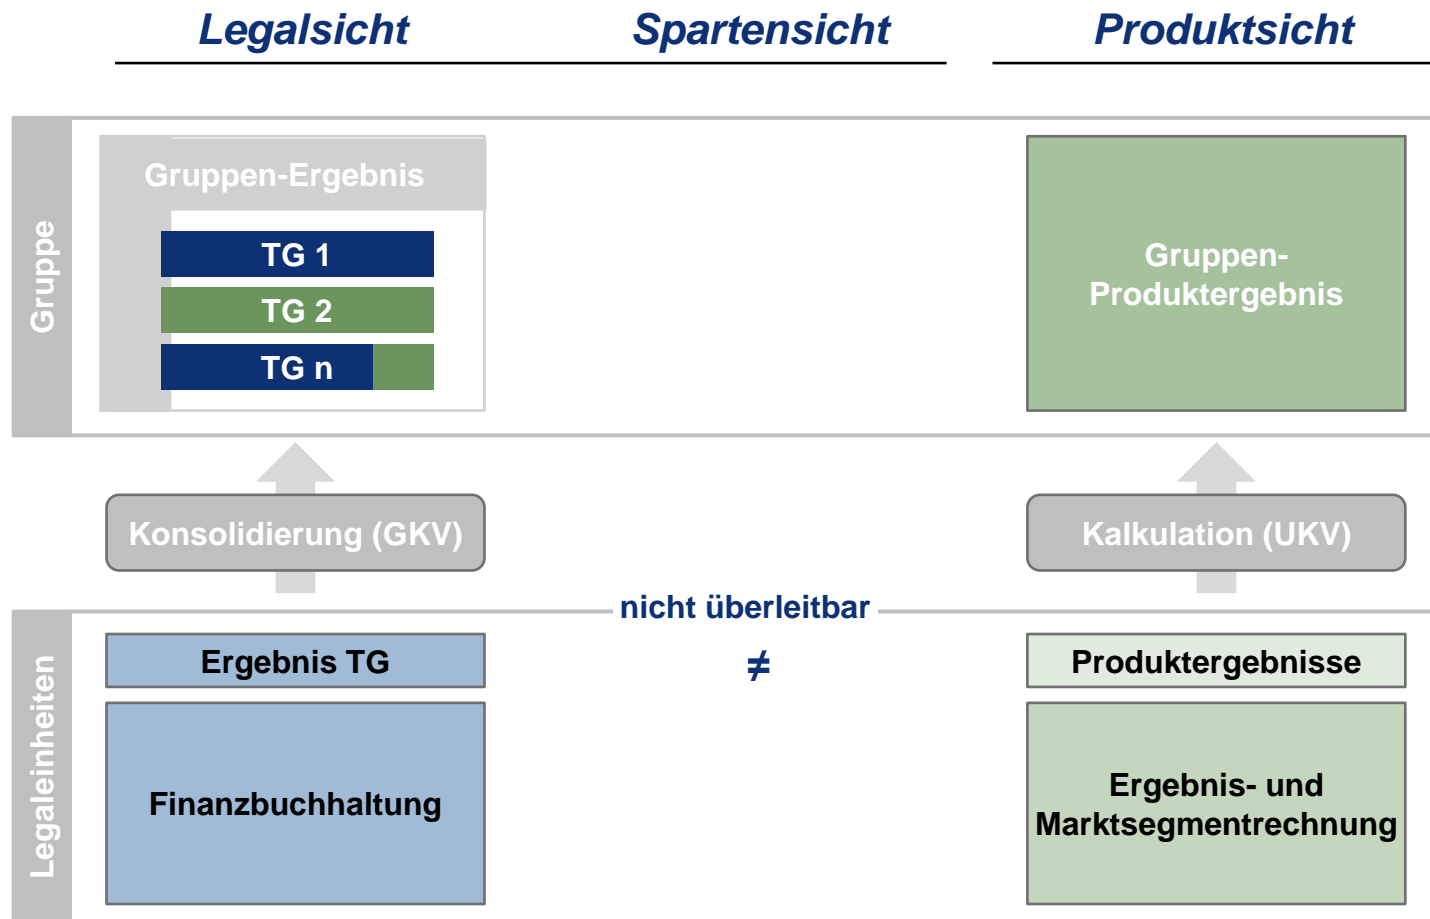 Legalsicht
Spartensicht
Produktsicht
Gruppe
Gruppen-Ergebnis
TG 1
TG 2
TG n
Gruppen-
Produktergebnis
Konsolidierung (GKV)
Kalkulation (UKV)
nicht überleitbar
≠
Legaleinheiten
Ergebnis TG
Finanzbuchhaltung
Produktergebnisse
Ergebnis- und
Marktsegmentrechnung